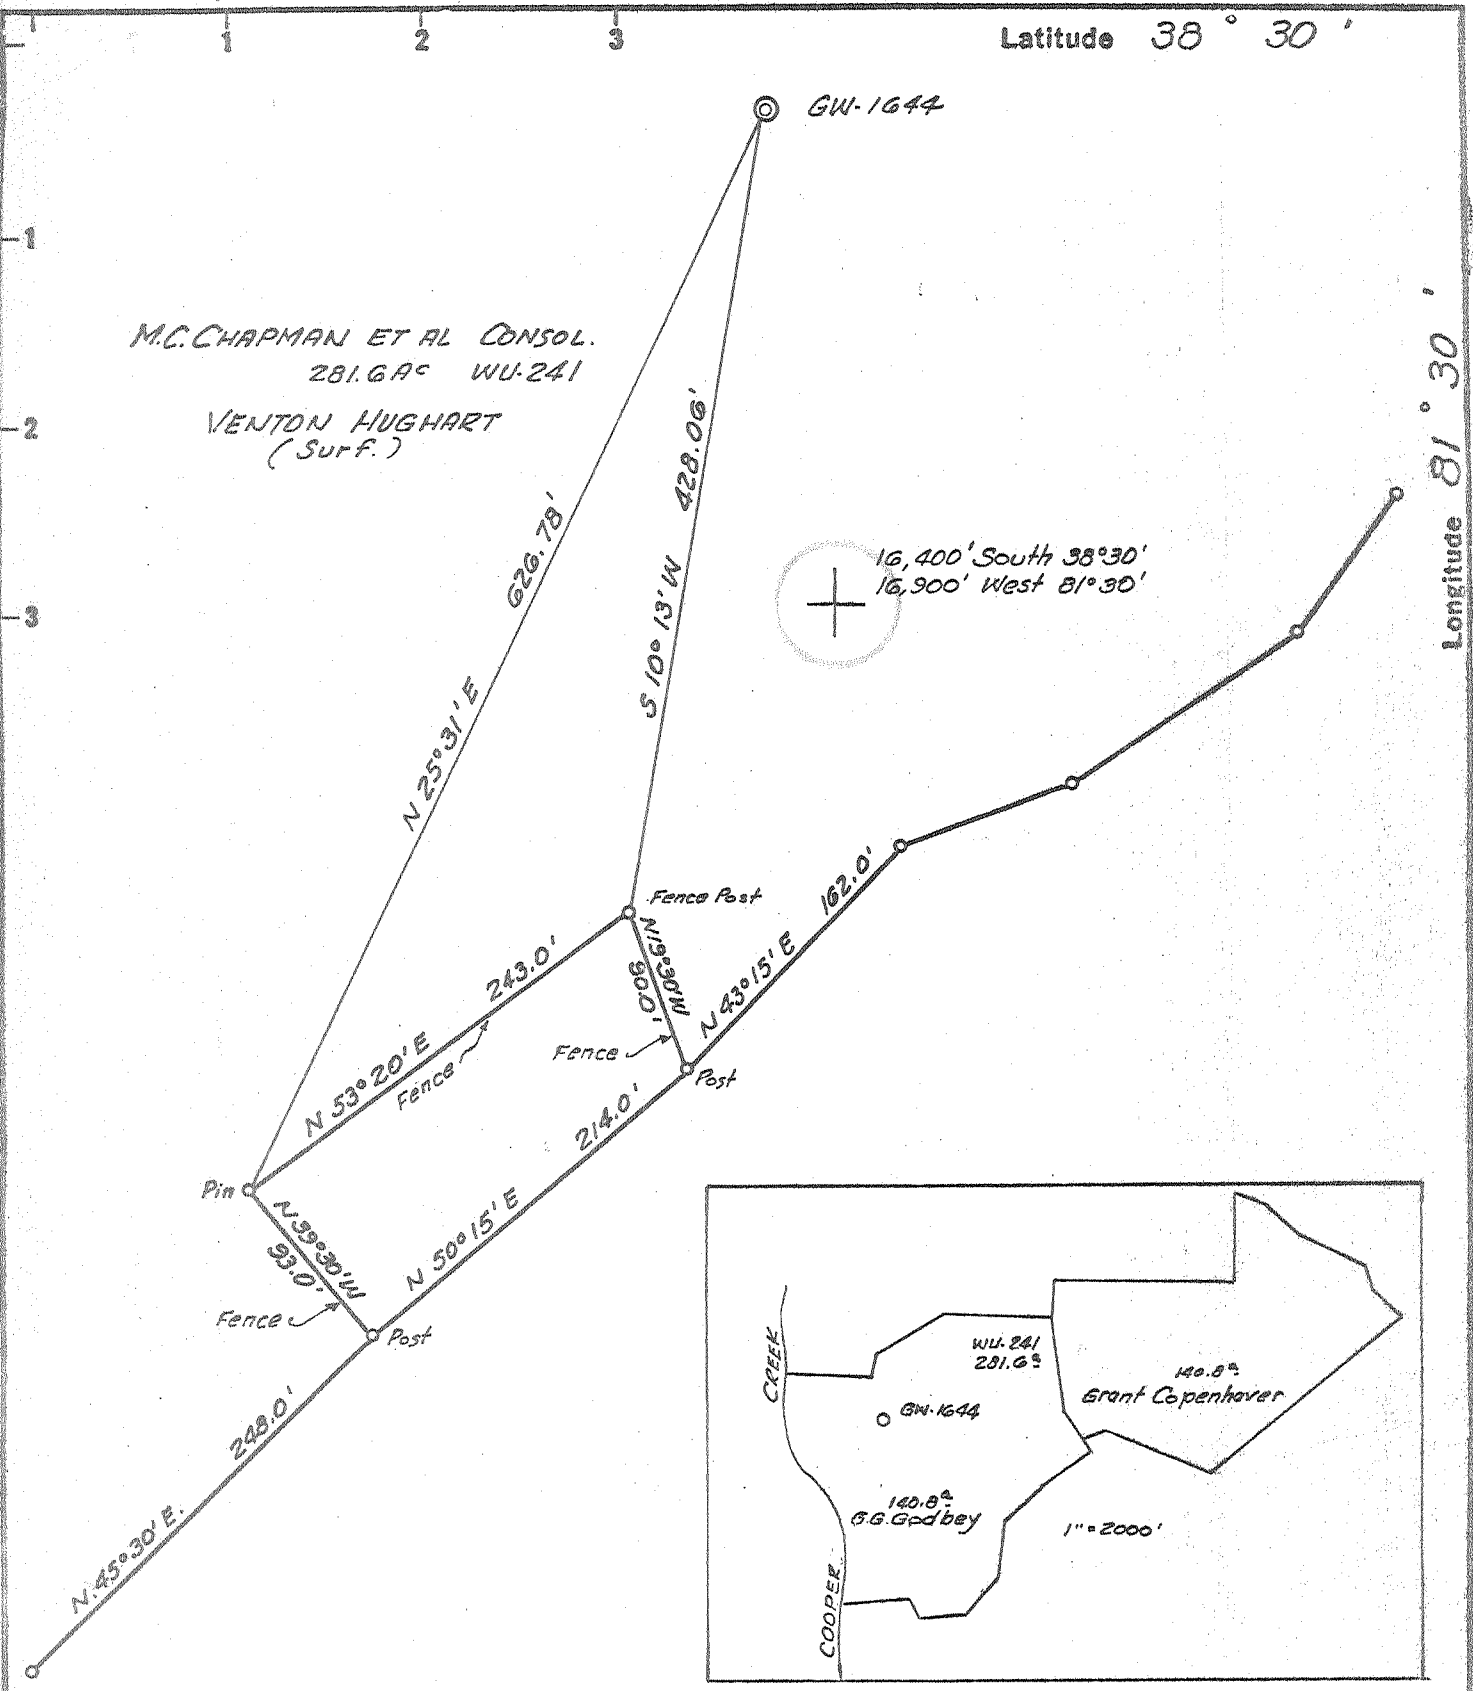 1 2 3 Latitude 38° 30'
GW-1644
1
2
3
M.C. CHAPMAN ET AL CONSOL.
281.6 Ac WU-241
VENTON HUGHART
(Surf.)
Longitude 81° 30'
626.78'
N 25° 31' E
428.06'
S 10° 13' W
16,400' South 38°30'
16,900' West 81°30'
Fence Post
N 19°30'W
90.0'
Fence
Post
162.0'
N 43°15' E
243.0'
N 53° 20' E
Fence
Pin
N 39°30'W
93.0'
Fence
Post
214.0'
N 50° 15' E
248.0'
N. 45°30' E.
CREEK
COOPER
WU-241
281.6 a
GW-1644
140.8 a
Grant Copenhaver
140.8 a
G.G. Godbey
1" = 2000'